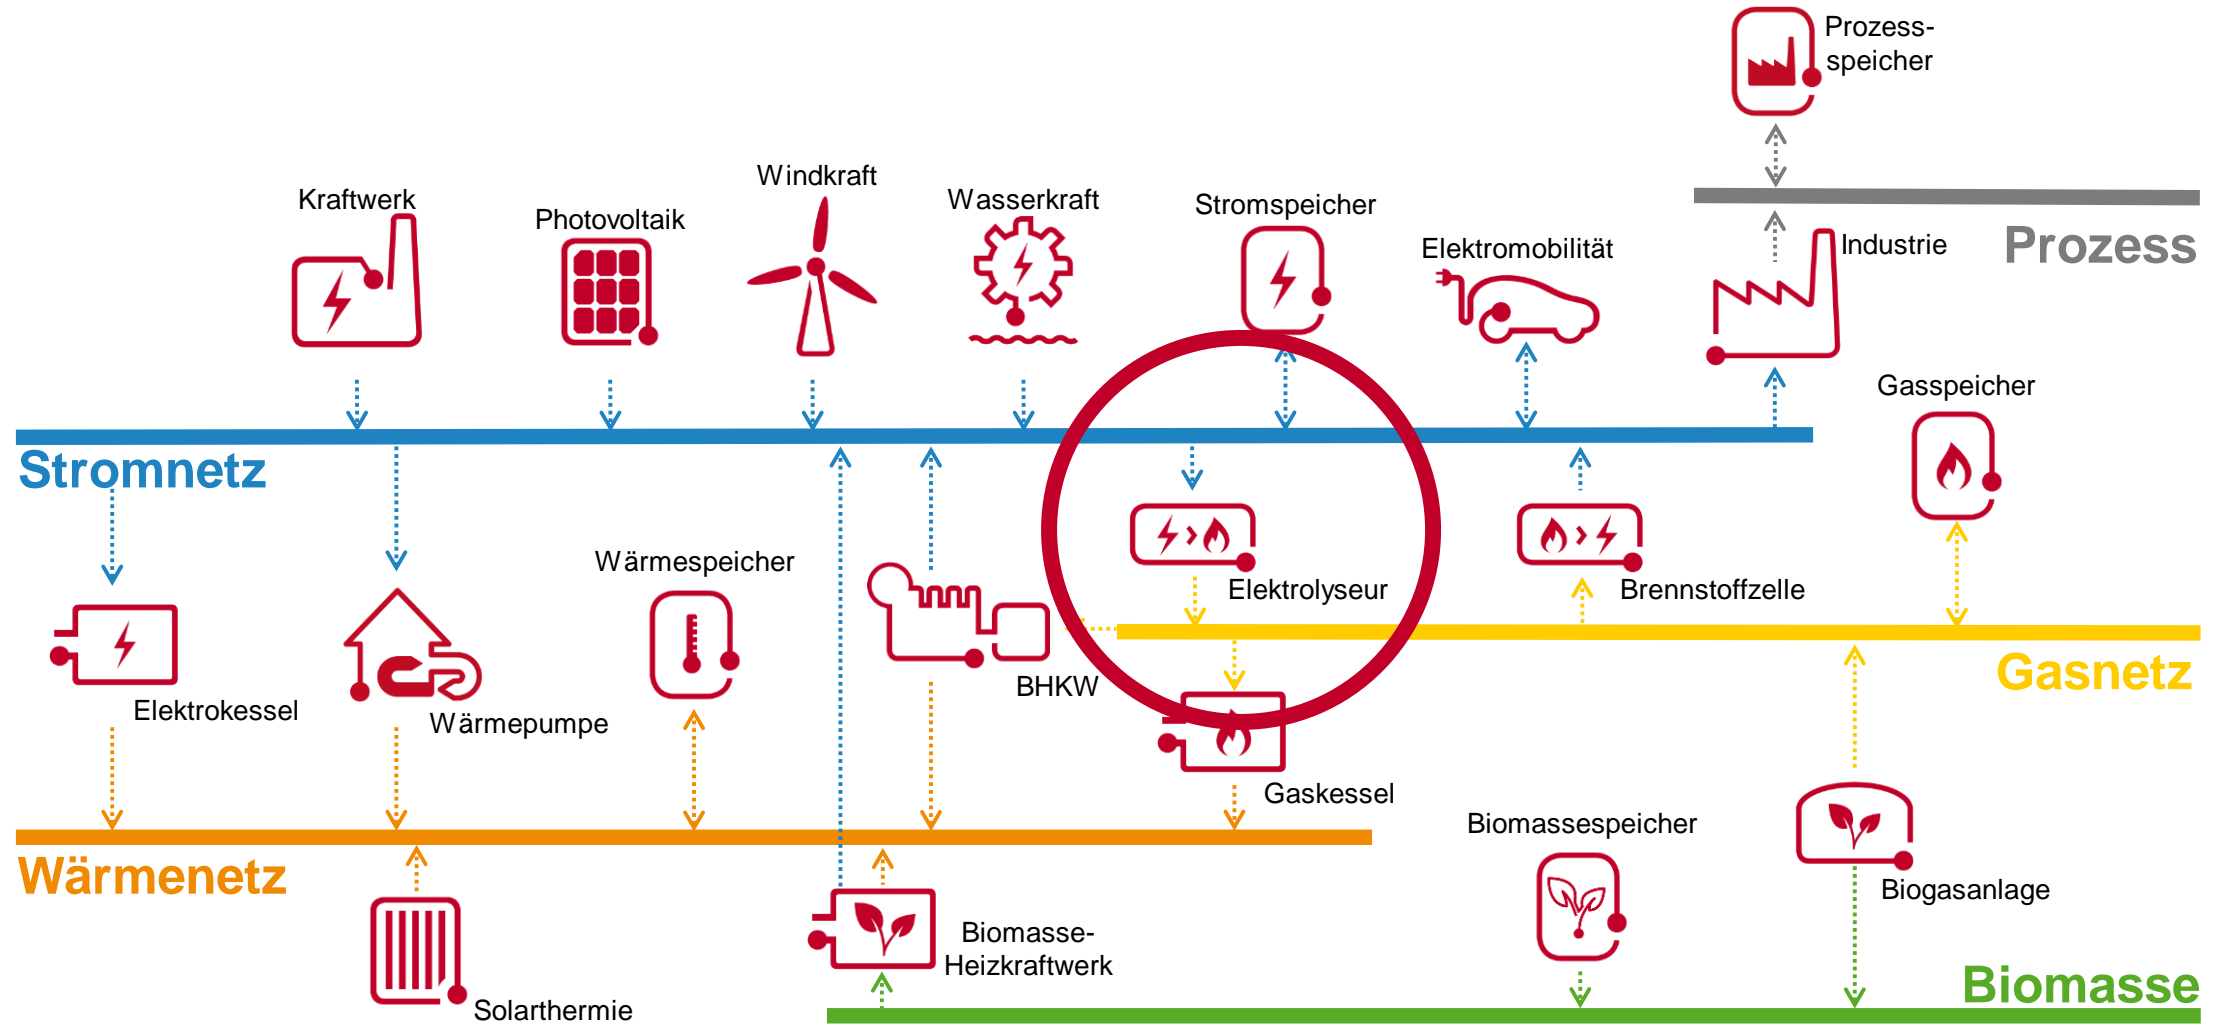 Prozess-
speicher
Windkraft
Kraftwerk
Wasserkraft
Stromspeicher
Photovoltaik
Elektromobilität
Industrie
Prozess
Gasspeicher
Stromnetz
Wärmespeicher
Elektrolyseur
Brennstoffzelle
Gasnetz
BHKW
Elektrokessel
Wärmepumpe
Gaskessel
Biomassespeicher
Wärmenetz
Biogasanlage
Biomasse-
Heizkraftwerk
Biomasse
Solarthermie